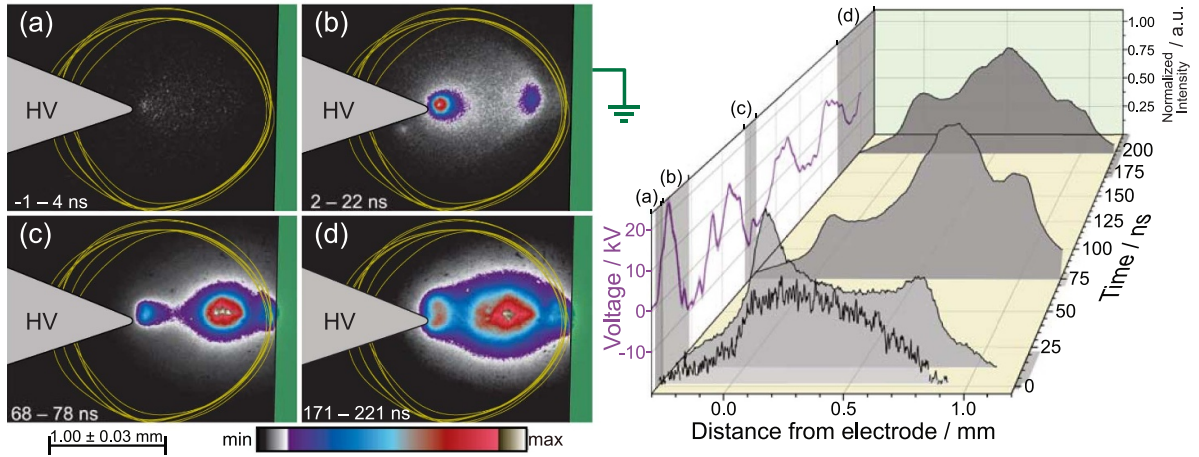 (a)
HV
-1 – 4 ns
(b)
HV
2 – 22 ns
(c)
HV
68 – 78 ns
(d)
HV
171 – 221 ns
1.00 ± 0.03 mm
min
max
(a)
(b)
(c)
(d)
Voltage / kV
20
10
0
-10
0.0
0.5
1.0
Distance from electrode / mm
0
25
50
75
100
125
150
175
200
Time / ns
1.00
0.75
0.50
0.25
Normalized
Intensity / a.u.